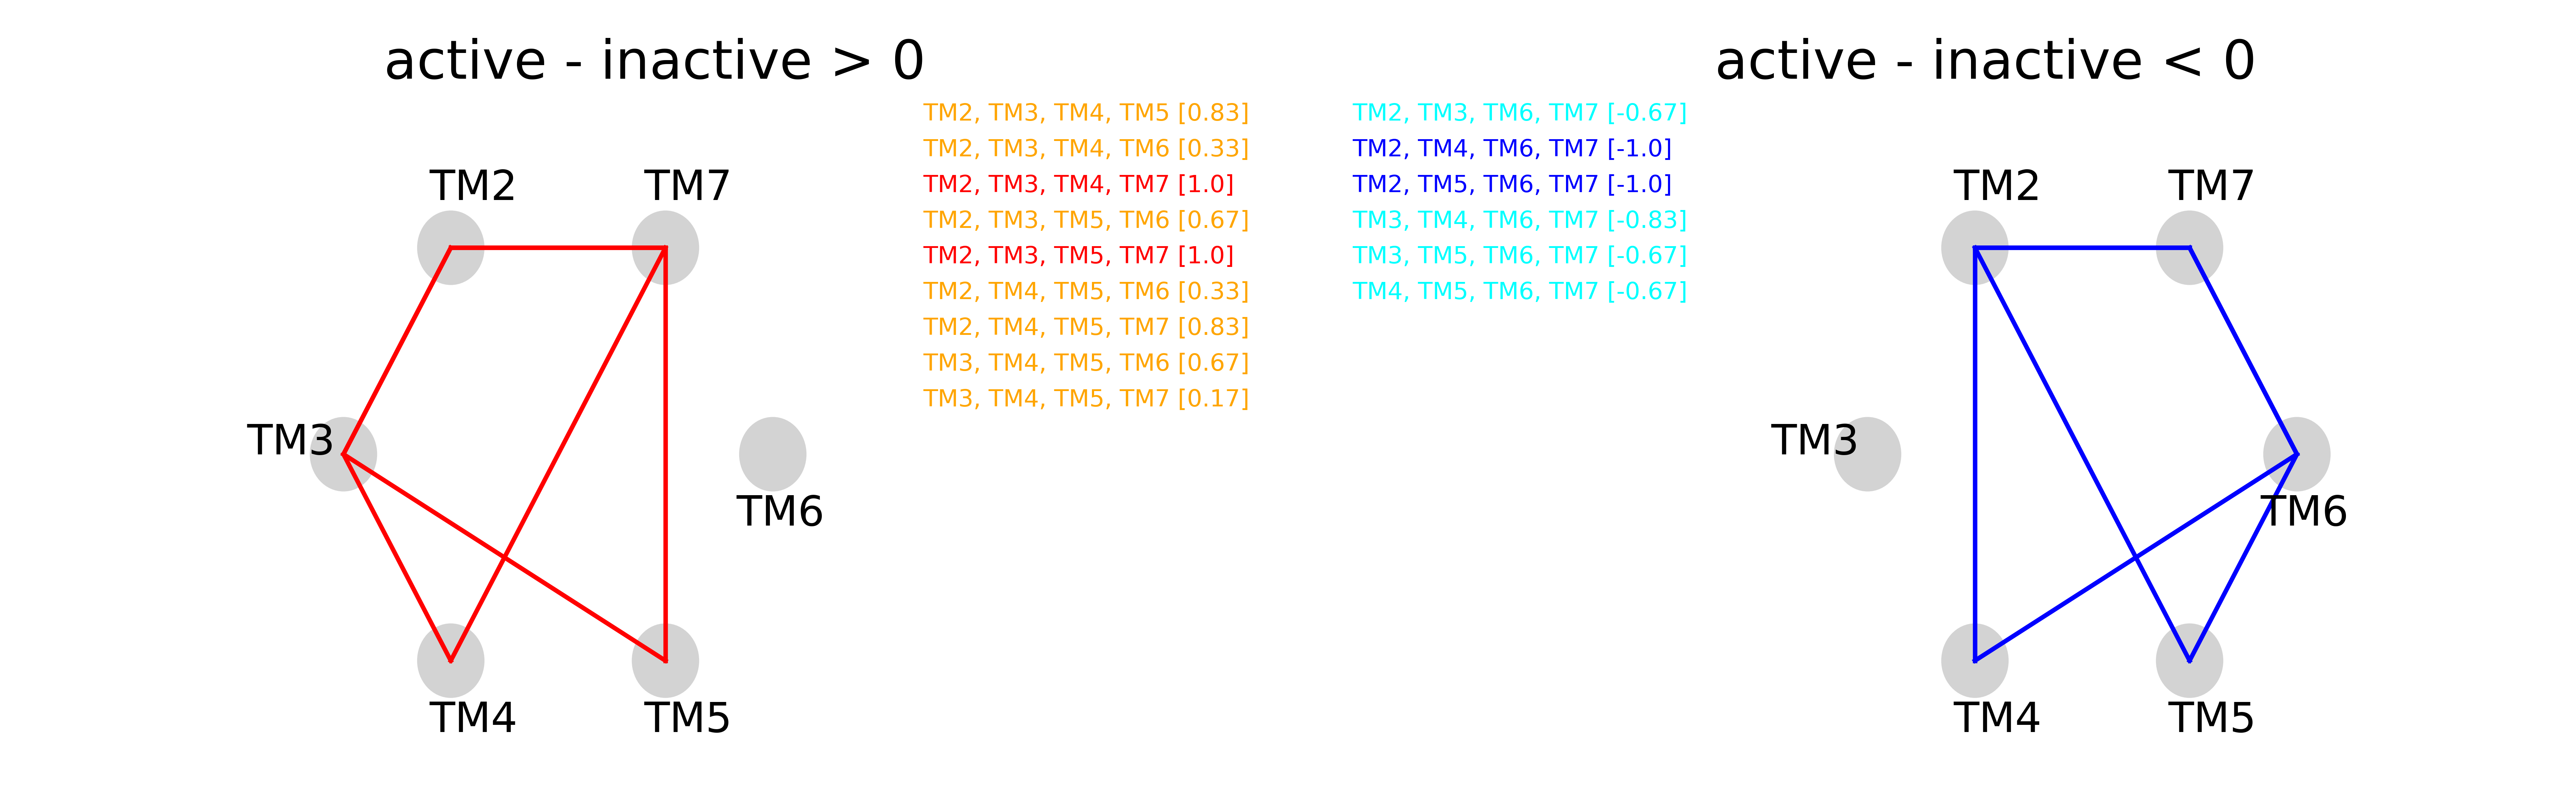 active - inactive > 0
TM2
TM7
TM3
TM6
TM4
TM5
TM2, TM3, TM4, TM5 [0.83]
TM2, TM3, TM4, TM6 [0.33]
TM2, TM3, TM4, TM7 [1.0]
TM2, TM3, TM5, TM6 [0.67]
TM2, TM3, TM5, TM7 [1.0]
TM2, TM4, TM5, TM6 [0.33]
TM2, TM4, TM5, TM7 [0.83]
TM3, TM4, TM5, TM6 [0.67]
TM3, TM4, TM5, TM7 [0.17]
active - inactive < 0
TM2, TM3, TM6, TM7 [-0.67]
TM2, TM4, TM6, TM7 [-1.0]
TM2, TM5, TM6, TM7 [-1.0]
TM3, TM4, TM6, TM7 [-0.83]
TM3, TM5, TM6, TM7 [-0.67]
TM4, TM5, TM6, TM7 [-0.67]
TM2
TM7
TM3
TM6
TM4
TM5